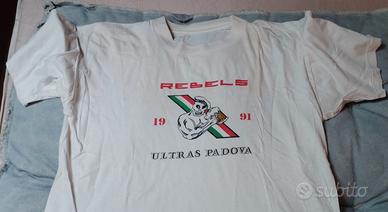 REBELS
19 91
ULTRAS PADOVA
subito